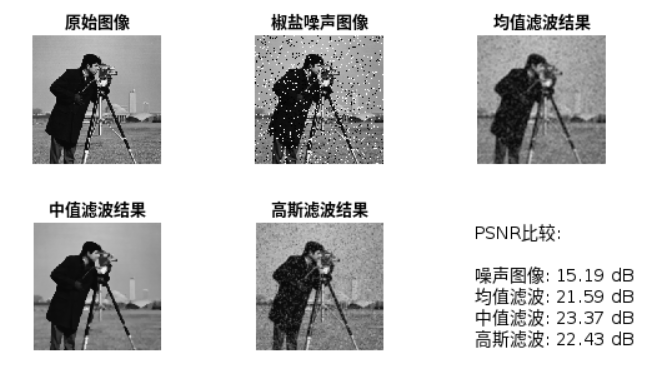 原始图像
椒盐噪声图像
均值滤波结果
中值滤波结果
高斯滤波结果
PSNR比较:
噪声图像: 15.19 dB
均值滤波: 21.59 dB
中值滤波: 23.37 dB
高斯滤波: 22.43 dB